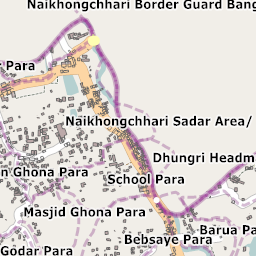 Naikhongchhari Border Guard Bang
Para
Naikhongchhari Sadar Area/
Dhungri Headm
n Ghona Para
School Para
Masjid Ghona Para
Barua Pa
Bebsaye Para
Godar Para